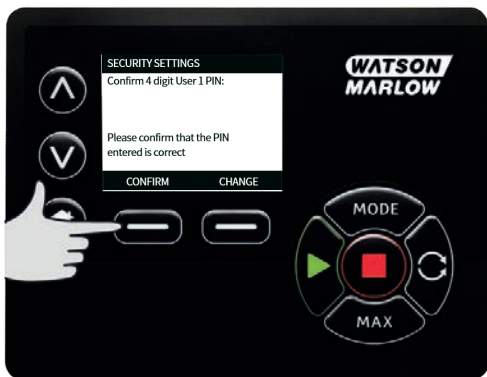 SECURITY SETTINGS
Confirm 4 digit User 1 PIN:
Please confirm that the PIN
entered is correct
CONFIRM CHANGE
WATSON
MARLOW
MODE
MAX